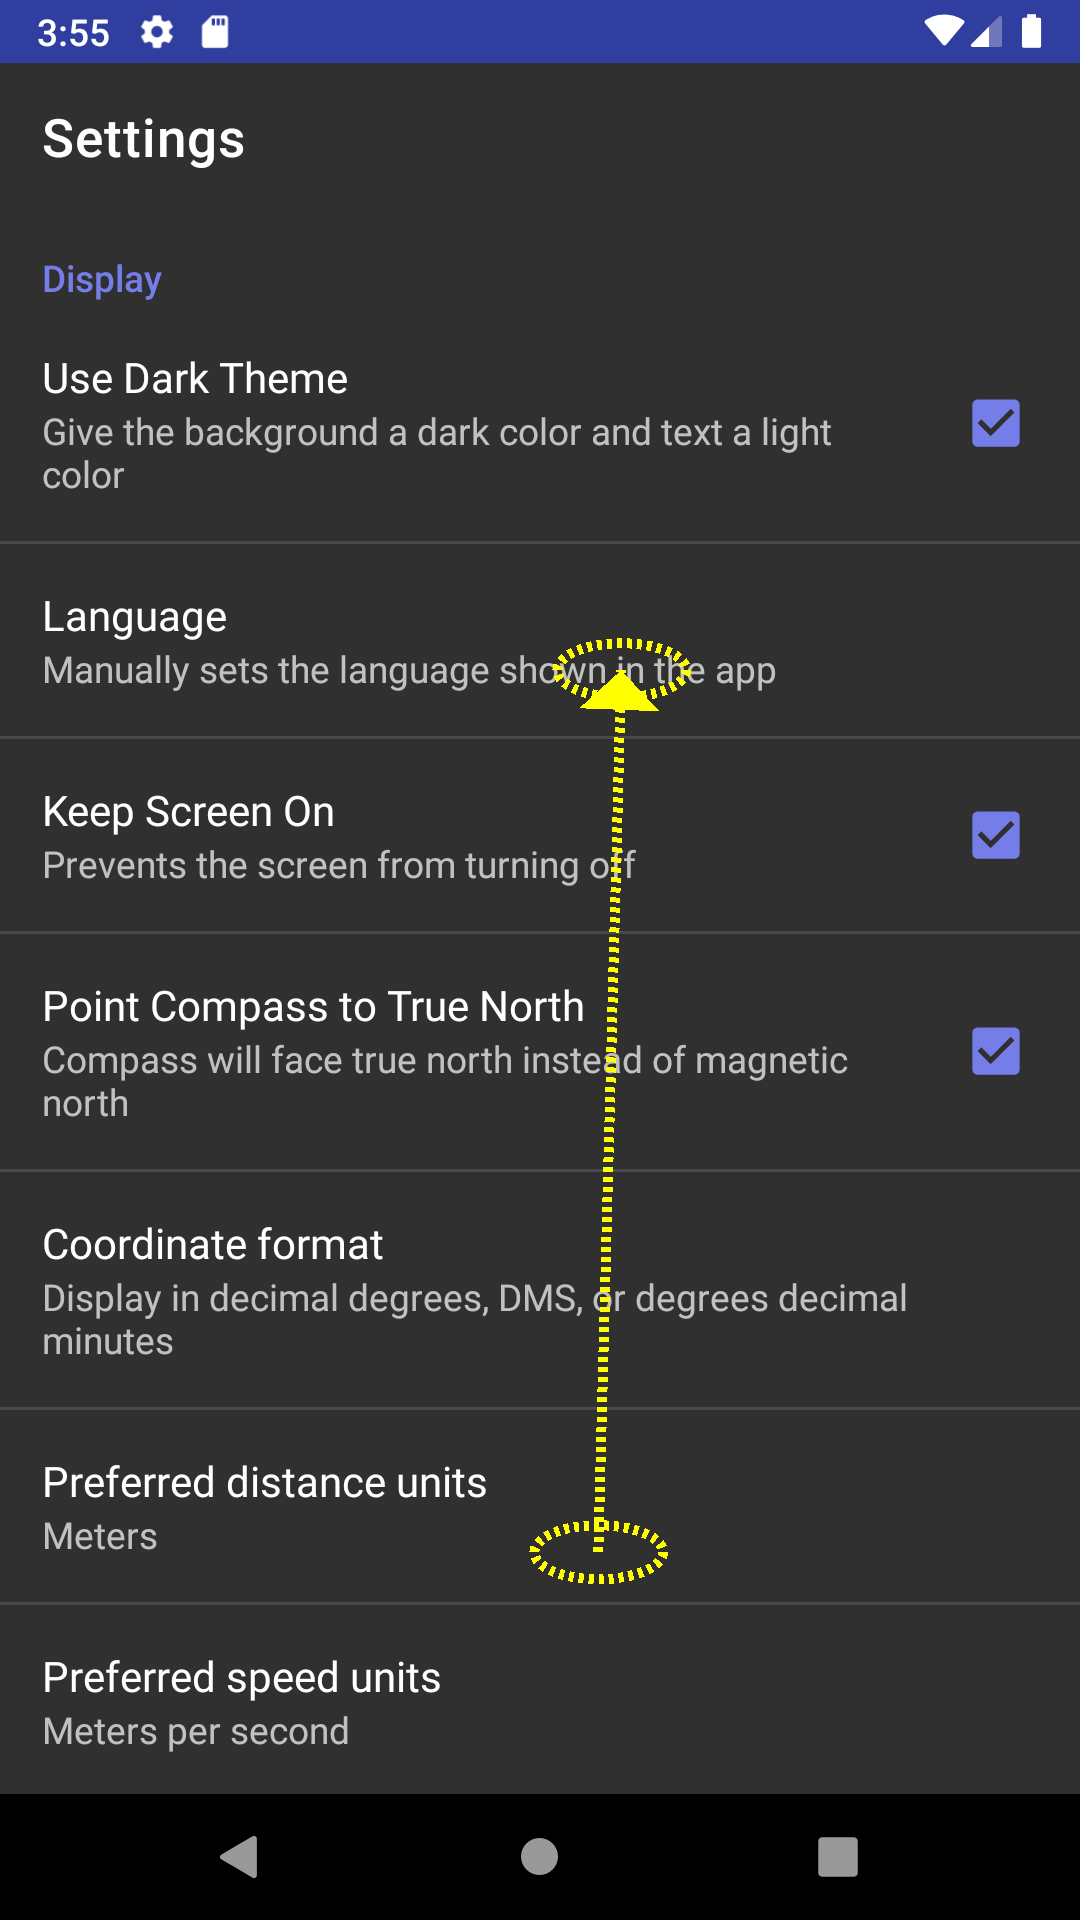 3:55
Settings
Display
Use Dark Theme
Give the background a dark color and text a light
color
Language
Manually sets the language shown in the app
Keep Screen On
Prevents the screen from turning off
Point Compass to True North
Compass will face true north instead of magnetic
north
Coordinate format
Display in decimal degrees, DMS, or degrees decimal
minutes
Preferred distance units
Meters
Preferred speed units
Meters per second